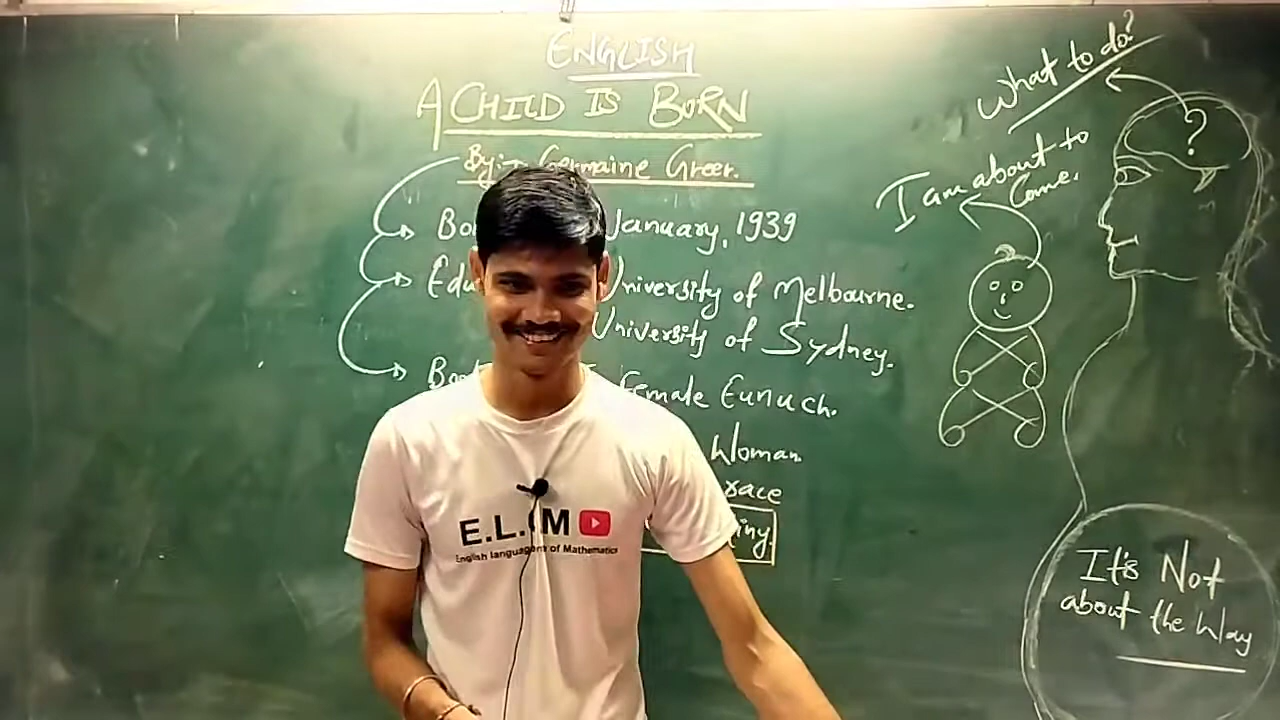 ENGLISH
A CHILD IS BORN
By:- Germaine Greer.
January, 1939
University of Melbourne.
University of Sydney.
Female Eunuch.
Woman
What to do?
?
I am about to
Come.
It's Not
about the Way
E.L.
M
English language
of Mathematics